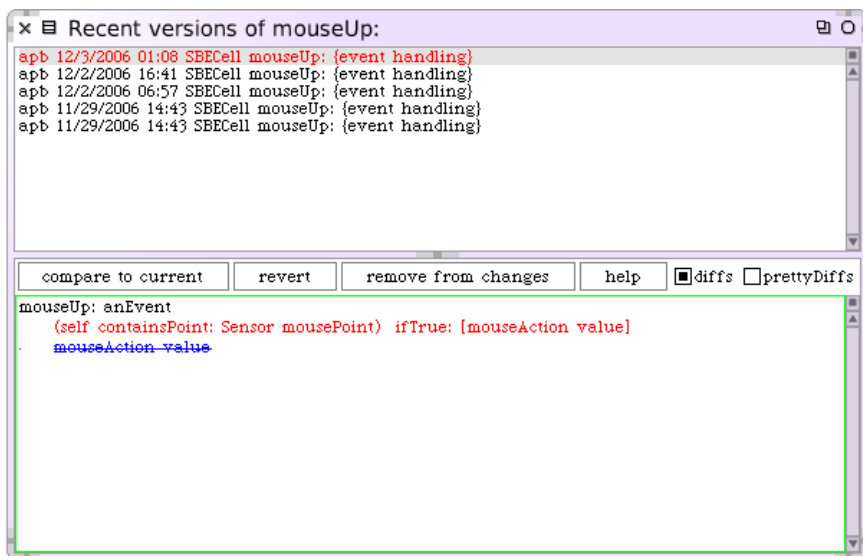 Recent versions of mouseUp:
apb 12/3/2006 01:08 SBECell mouseUp: {event handling}
apb 12/2/2006 16:41 SBECell mouseUp: {event handling}
apb 12/2/2006 06:57 SBECell mouseUp: {event handling}
apb 11/29/2006 14:43 SBECell mouseUp: {event handling}
apb 11/29/2006 14:43 SBECell mouseUp: {event handling}
compare to current revert remove from changes help diffs prettyDiffs
mouseUp: anEvent
(self containsPoint: Sensor mousePoint) ifTrue: [mouseAction value]
mouseAction value